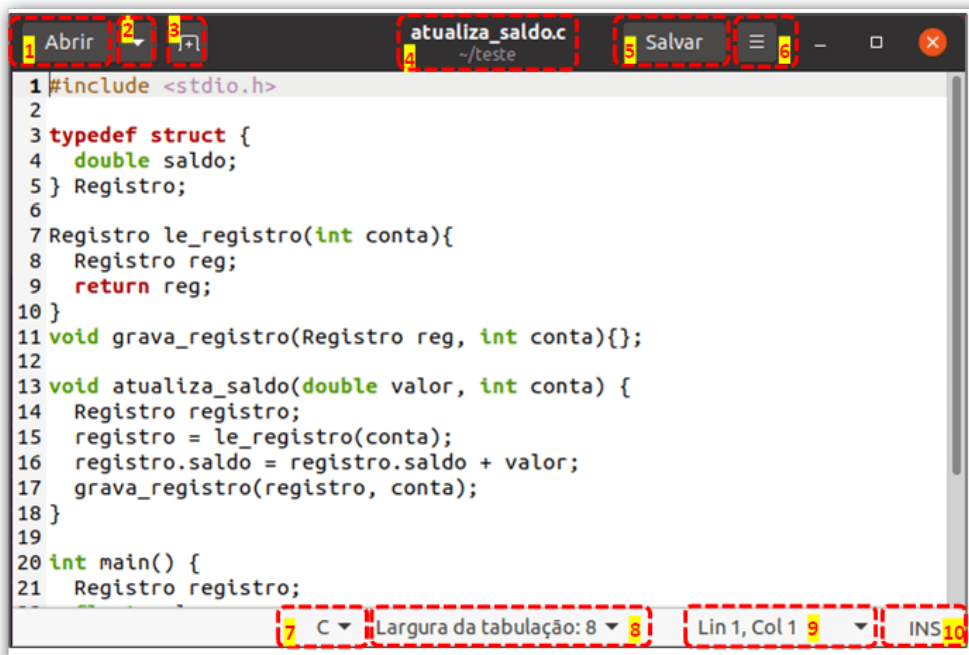 1 Abrir 2 3 atualiza_saldo.c 5 Salvar 6
4 ~/teste
1 #include <stdio.h>
2
3 typedef struct {
4   double saldo;
5 } Registro;
6
7 Registro le_registro(int conta){
8   Registro reg;
9   return reg;
10 }
11 void grava_registro(Registro reg, int conta){};
12
13 void atualiza_saldo(double valor, int conta) {
14   Registro registro;
15   registro = le_registro(conta);
16   registro.saldo = registro.saldo + valor;
17   grava_registro(registro, conta);
18 }
19
20 int main() {
21   Registro registro;
7 C Largura da tabulação: 8 8 Lin 1, Col 1 9 INS 10